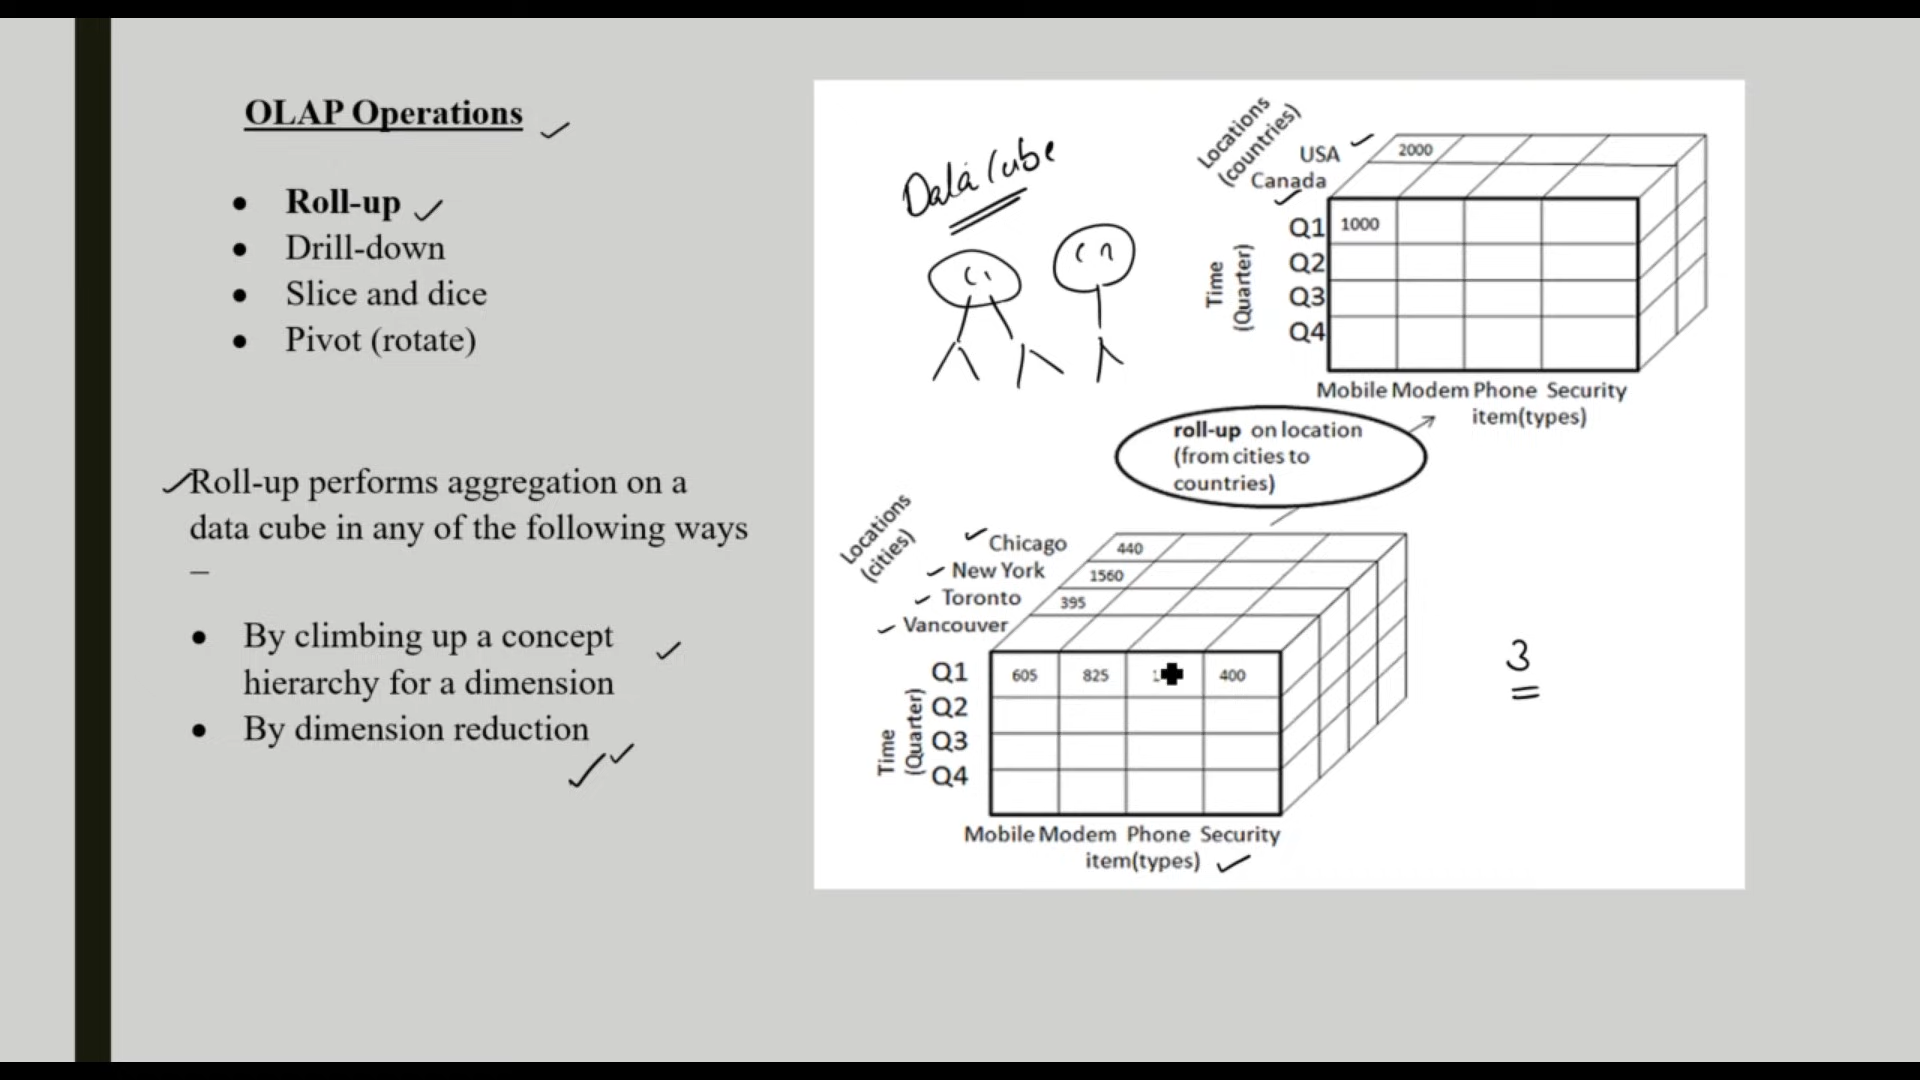 OLAP Operations
• Roll-up
• Drill-down
• Slice and dice
• Pivot (rotate)
Roll-up performs aggregation on a
data cube in any of the following ways
–
• By climbing up a concept
hierarchy for a dimension
• By dimension reduction
Data Cube
Locations
(countries)
USA
Canada
2000
Time
(Quarter)
Q1 1000
Q2
Q3
Q4
Mobile Modem Phone Security
item(types)
roll-up on location
(from cities to
countries)
Locations
(cities)
Chicago 440
New York 1560
Toronto 395
Vancouver
Time
(Quarter)
Q1 605 825 400
Q2
Q3
Q4
Mobile Modem Phone Security
item(types)
3